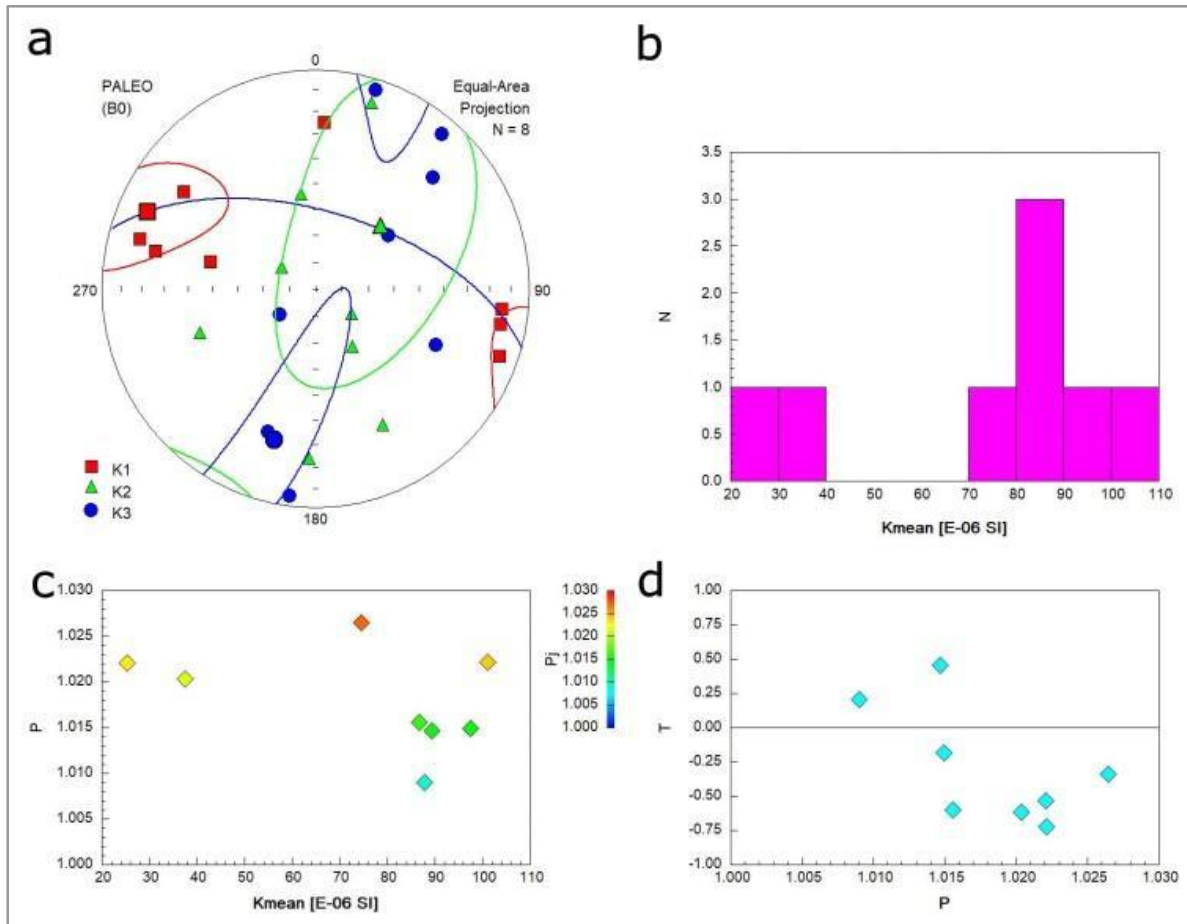 a
PALEO
(B0)
0
Equal-Area
Projection
N = 8
270
90
180
K1
K2
K3
b
3.5
3.0
2.5
2.0
1.5
1.0
0.5
0.0
N
20 30 40 50 60 70 80 90 100 110
Kmean [E-06 SI]
c
1.030
1.025
1.020
1.015
1.010
1.005
1.000
P
20 30 40 50 60 70 80 90 100 110
Kmean [E-06 SI]
Pj
1.030
1.025
1.020
1.015
1.010
1.005
1.000
d
1.00
0.75
0.50
0.25
0.00
-0.25
-0.50
-0.75
-1.00
T
1.000 1.005 1.010 1.015 1.020 1.025 1.030
P